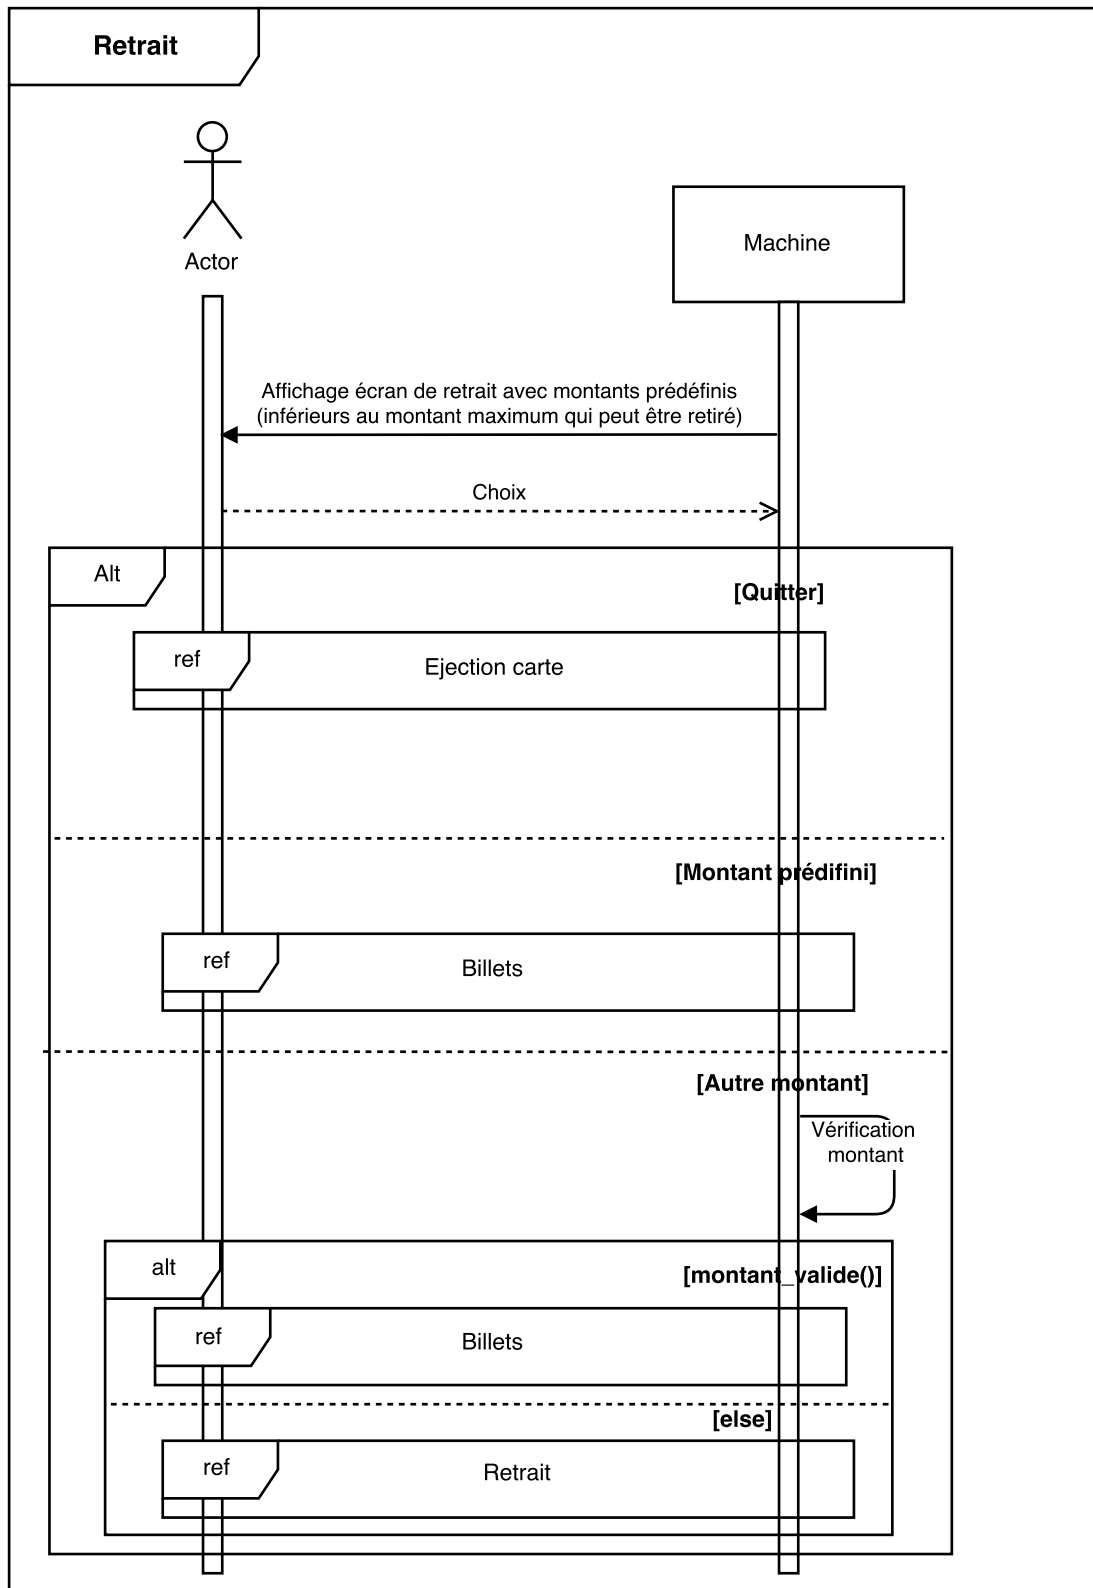 Retrait
Actor
Machine
Affichage écran de retrait avec montants prédéfinis
(inférieurs au montant maximum qui peut être retiré)
Choix
Alt
[Quitter]
ref
Ejection carte
[Montant prédifini]
ref
Billets
[Autre montant]
Vérification
montant
alt
[montant_valide()]
ref
Billets
[else]
ref
Retrait